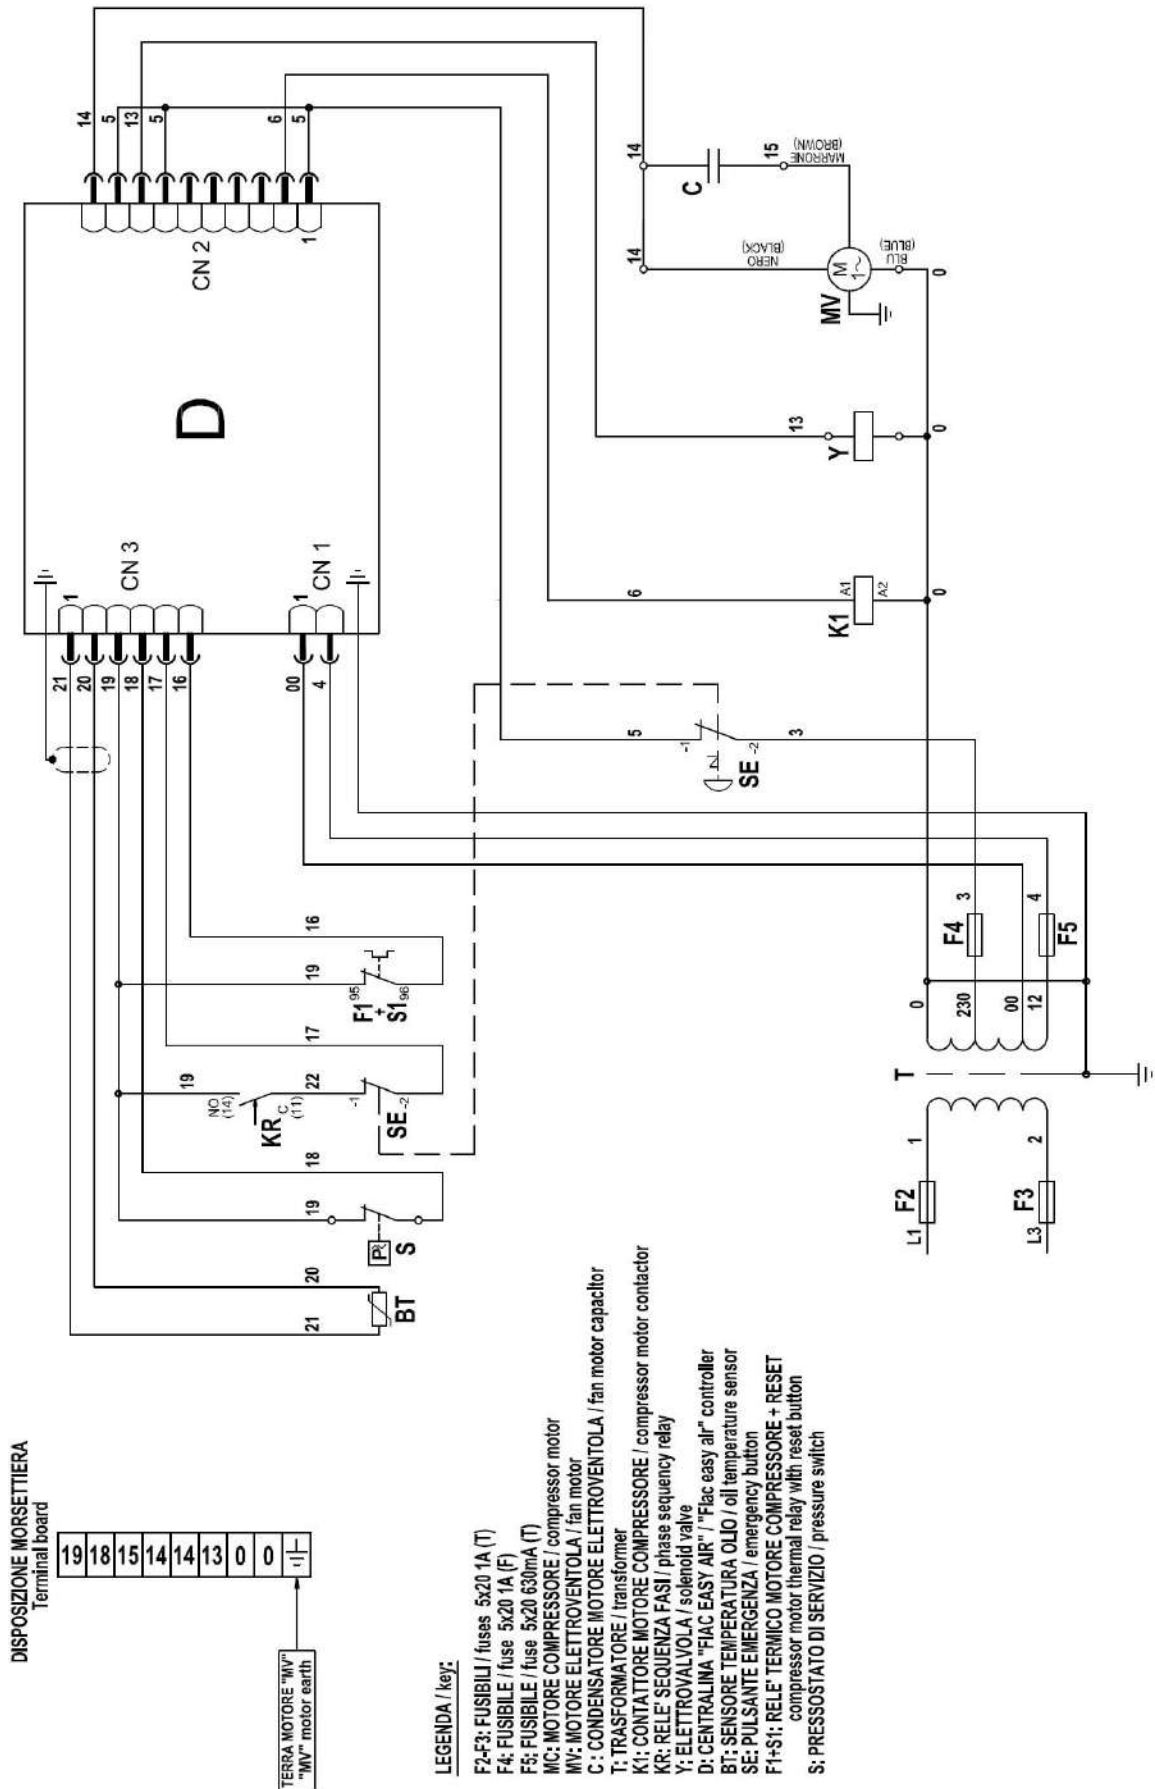 14
5
13
5
6
5
CN 2
1
D
CN 3
1
CN 1
1
21
20
19
18
17
16
00
4
14
14
C
15
MARRONE
(BROWN)
NERO
(BLACK)
M
1~
MV
BLU
(BLUE)
0
13
Y
0
6
K1
A1
A2
0
5
-1
SE
-2
3
16
19
F1
+
S1
95
96
17
19
NO
(14)
KR
C
(11)
22
-1
SE
-2
18
19
P
S
20
21
BT
0
230
00
12
F4
3
F5
4
T
1
2
F2
F3
L1
L3
DISPOSIZIONE MORSETTIERA
Terminal board
19 18 15 14 14 13 0 0
TERRA MOTORE "MV"
"MV" motor earth
LEGENDA / key:
F2-F3: FUSIBILI / fuses 5x20 1A (T)
F4: FUSIBILE / fuse 5x20 1A (F)
F5: FUSIBILE / fuse 5x20 630mA (T)
MC: MOTORE COMPRESSORE / compressor motor
MV: MOTORE ELETTROVENTOLA / fan motor
C : CONDENSATORE MOTORE ELETTROVENTOLA / fan motor capacitor
T: TRASFORMATORE / transformer
K1: CONTATTORE MOTORE COMPRESSORE / compressor motor contactor
KR: RELE' SEQUENZA FASI / phase sequency relay
Y: ELETTROVALVOLA / solenoid valve
D: CENTRALINA "FIAC EASY AIR" / "Fiac easy air" controller
BT: SENSORE TEMPERATURA OLIO / oil temperature sensor
SE: PULSANTE EMERGENZA / emergency button
F1+S1: RELE' TERMICO MOTORE COMPRESSORE + RESET
compressor motor thermal relay with reset button
S: PRESSOSTATO DI SERVIZIO / pressure switch